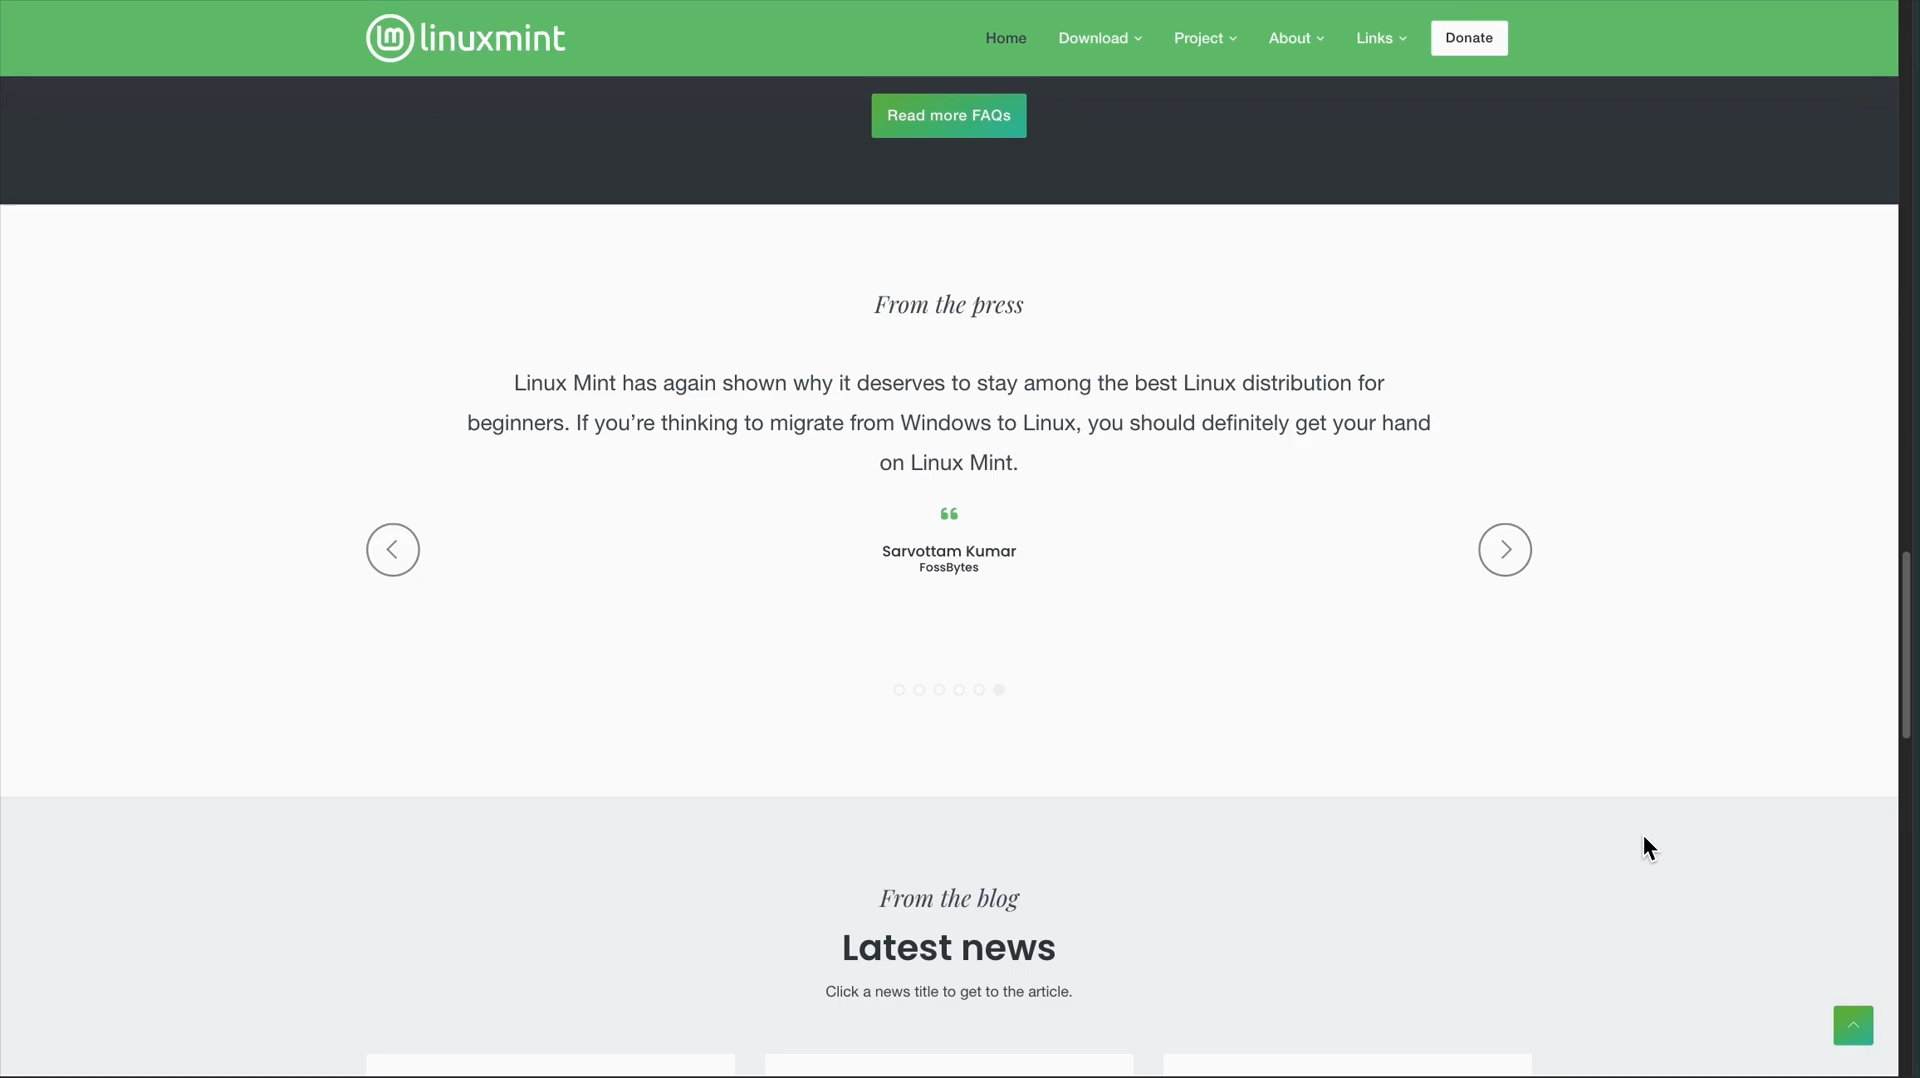 linuxmint
Home Download Project About Links Donate
Read more FAQs
From the press
Linux Mint has again shown why it deserves to stay among the best Linux distribution for
beginners. If you’re thinking to migrate from Windows to Linux, you should definitely get your hand
on Linux Mint.
Sarvottam Kumar
FossBytes
From the blog
Latest news
Click a news title to get to the article.